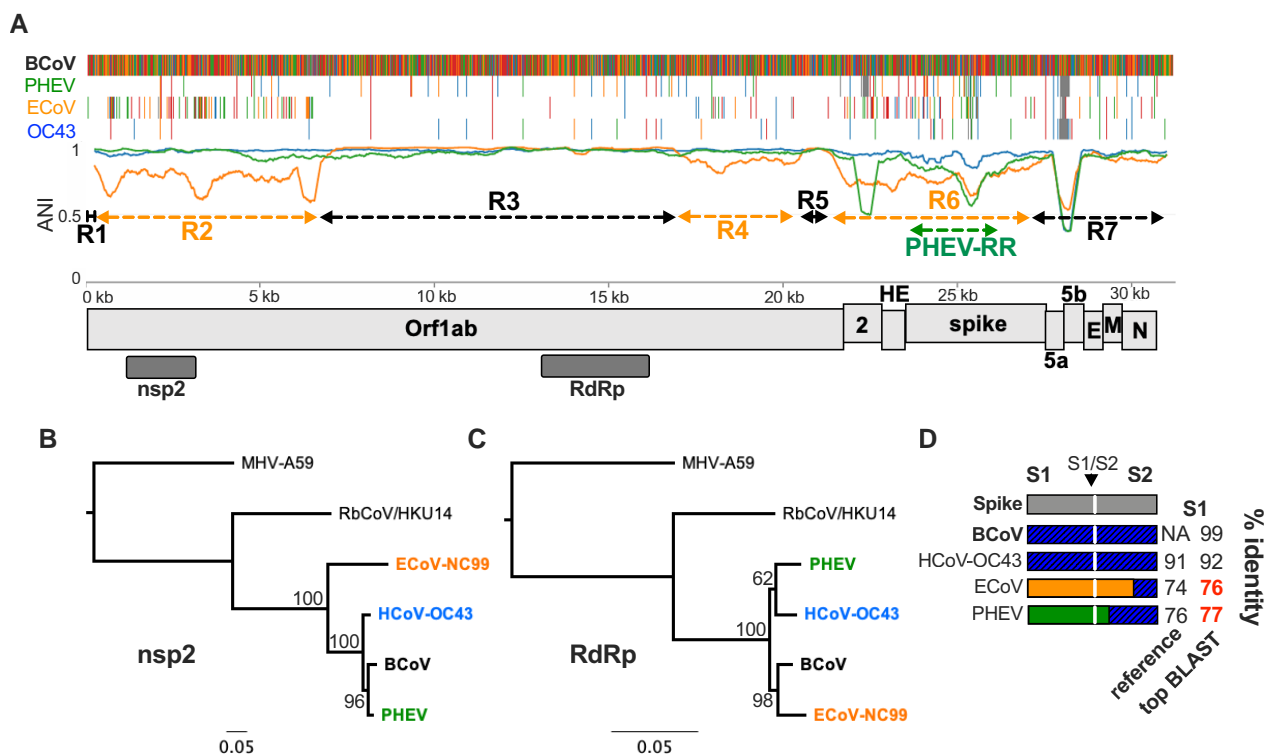 A
BCoV
PHEV
ECoV
OC43
1
ANI
0.5
0
R1
R2
R3
R4
R5
R6
PHEV-RR
R7
0 kb
5 kb
10 kb
15 kb
20 kb
25 kb
30 kb
Orf1ab
2
HE
spike
5a
5b
E
M
N
nsp2
RdRp
B
MHV-A59
RbCoV/HKU14
ECoV-NC99
100
HCoV-OC43
100
BCoV
96
PHEV
nsp2
0.05
C
MHV-A59
RbCoV/HKU14
PHEV
62
HCoV-OC43
100
BCoV
98
ECoV-NC99
RdRp
0.05
D
S1/S2
S1
S2
Spike
S1
BCoV NA 99
HCoV-OC43 91 92
ECoV 74 76
PHEV 76 77
reference
top BLAST
% identity